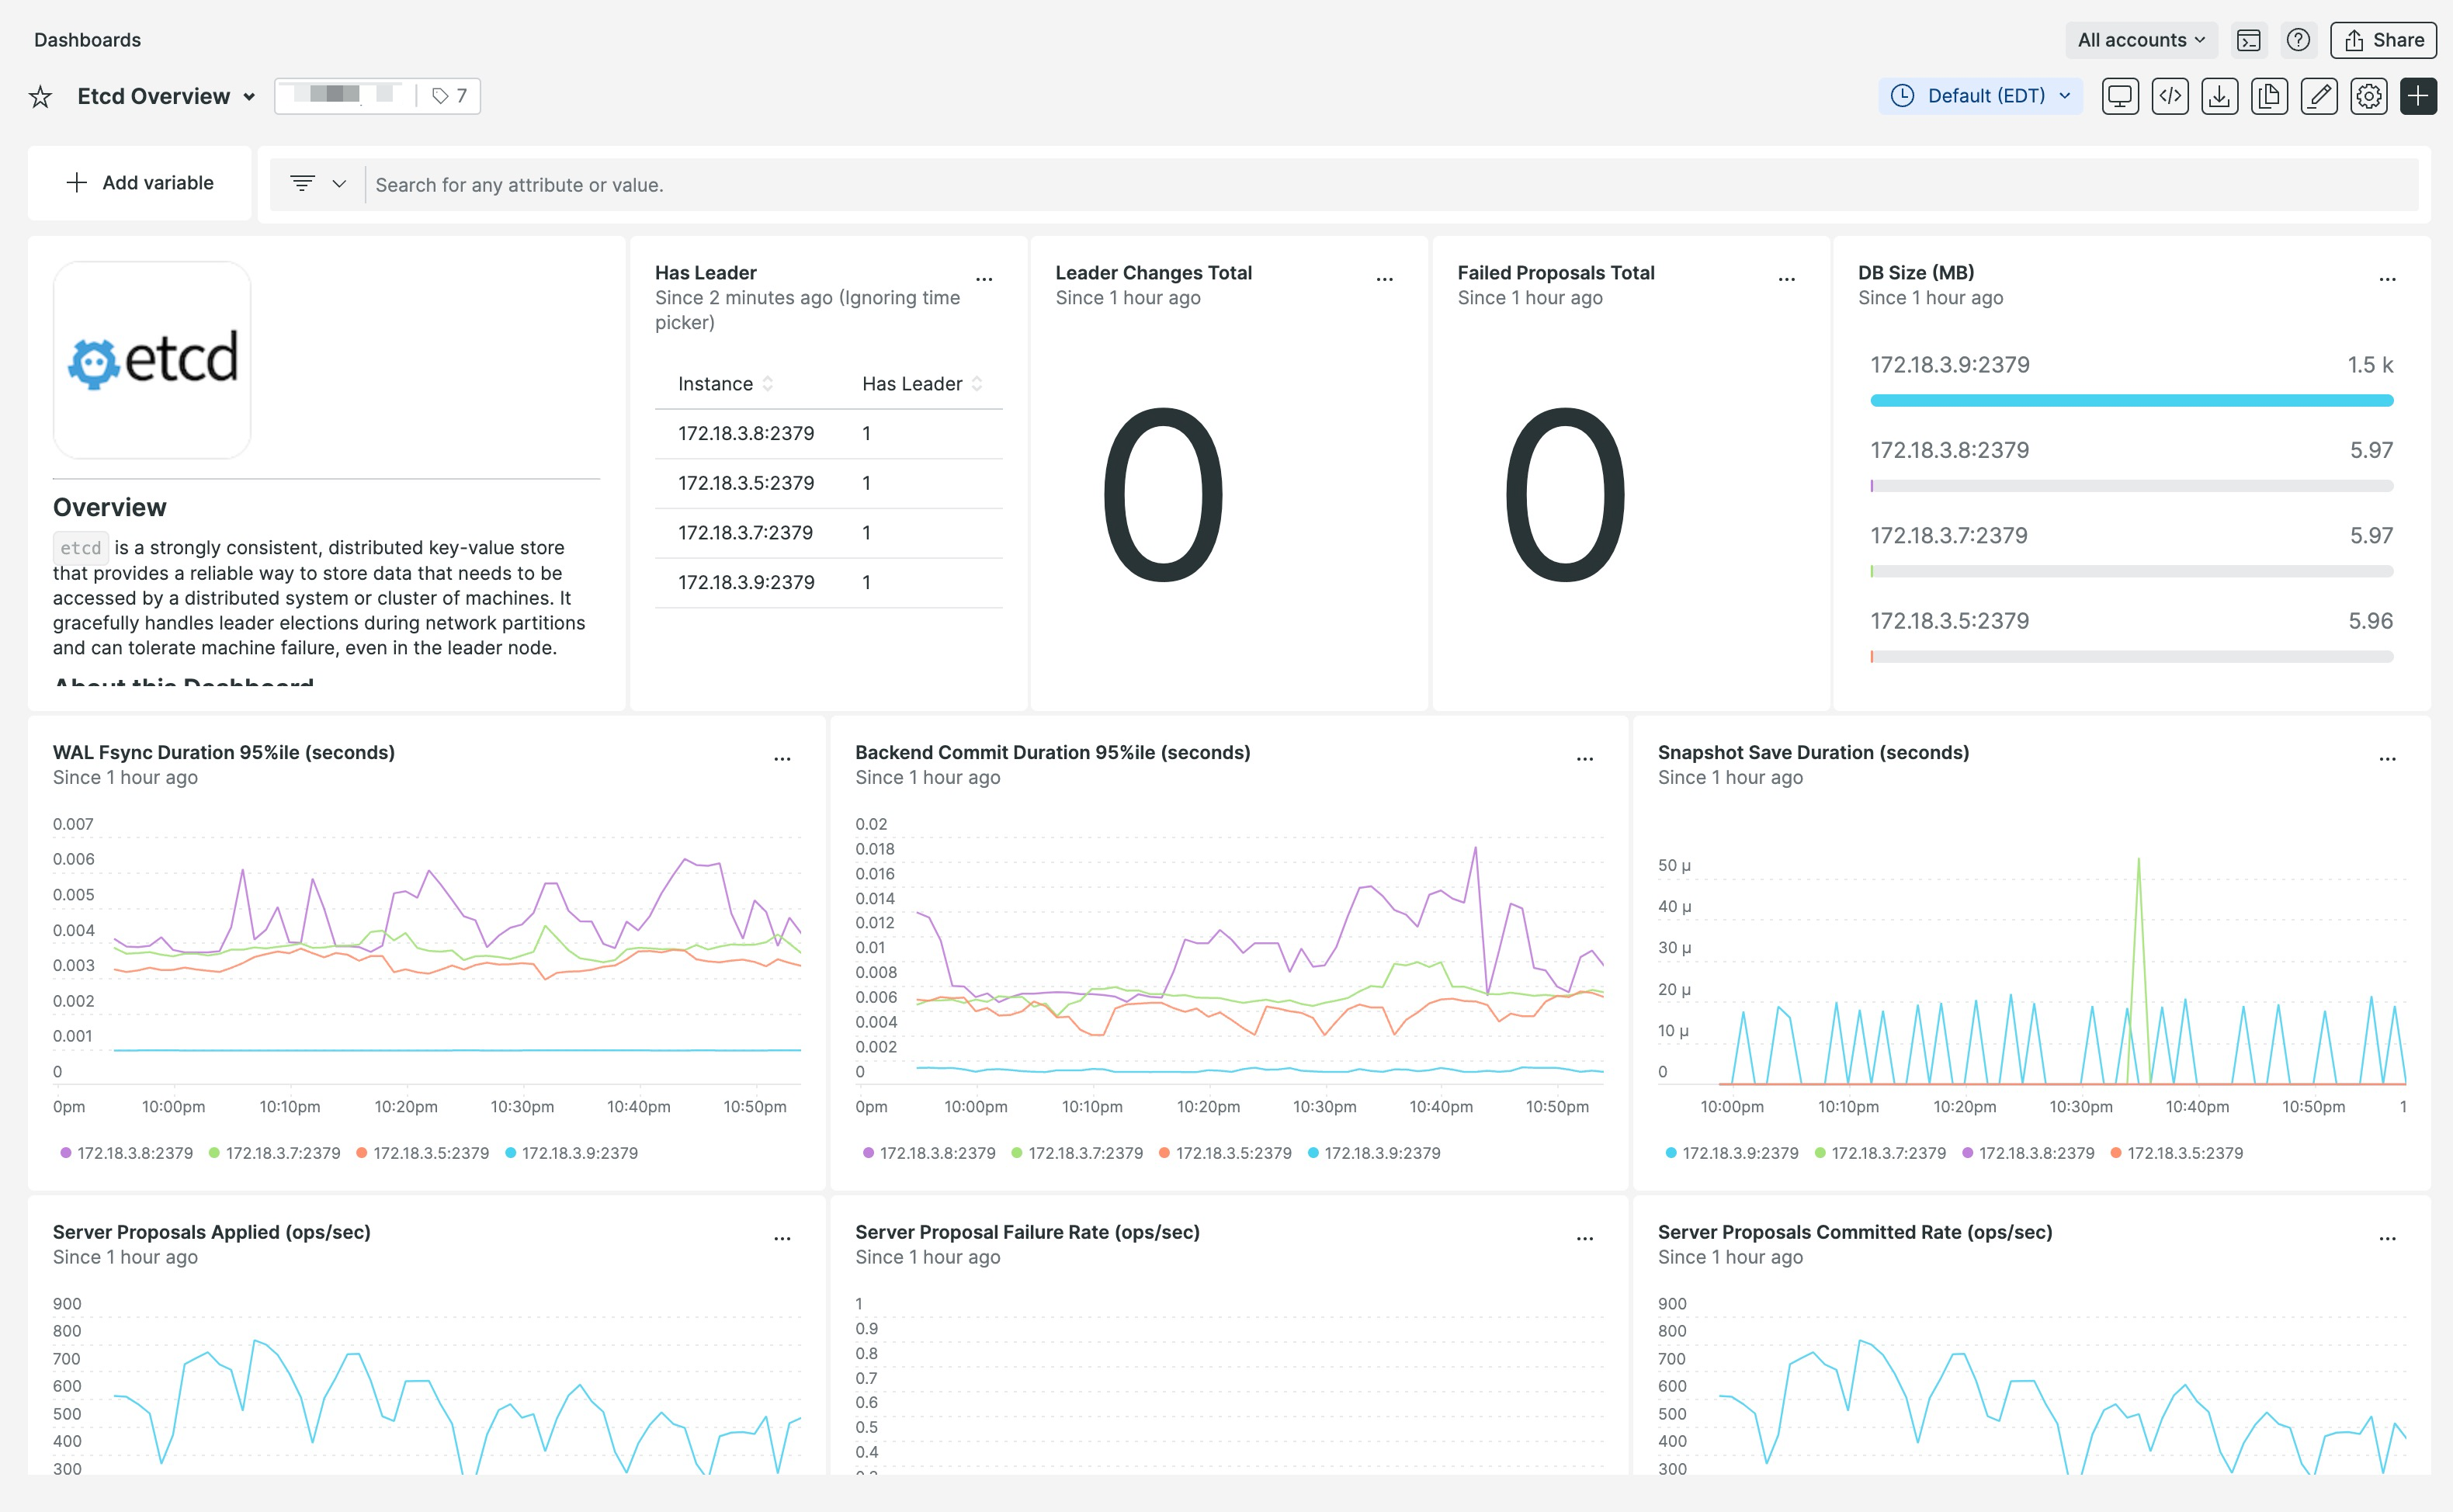 Dashboards
All accounts
Share
Etcd Overview
7
Default (EDT)
Add variable
Search for any attribute or value.
etcd
Overview
etcd is a strongly consistent, distributed key-value store
that provides a reliable way to store data that needs to be
accessed by a distributed system or cluster of machines. It
gracefully handles leader elections during network partitions
and can tolerate machine failure, even in the leader node.
About this Dashboard
Has Leader
Since 2 minutes ago (Ignoring time
picker)
Instance Has Leader
172.18.3.8:2379 1
172.18.3.5:2379 1
172.18.3.7:2379 1
172.18.3.9:2379 1
Leader Changes Total
Since 1 hour ago
0
Failed Proposals Total
Since 1 hour ago
0
DB Size (MB)
Since 1 hour ago
172.18.3.9:2379 1.5 k
172.18.3.8:2379 5.97
172.18.3.7:2379 5.97
172.18.3.5:2379 5.96
WAL Fsync Duration 95%ile (seconds)
Since 1 hour ago
0.007
0.006
0.005
0.004
0.003
0.002
0.001
0
0pm 10:00pm 10:10pm 10:20pm 10:30pm 10:40pm 10:50pm
172.18.3.8:2379 172.18.3.7:2379 172.18.3.5:2379 172.18.3.9:2379
Backend Commit Duration 95%ile (seconds)
Since 1 hour ago
0.02
0.018
0.016
0.014
0.012
0.01
0.008
0.006
0.004
0.002
0
0pm 10:00pm 10:10pm 10:20pm 10:30pm 10:40pm 10:50pm
172.18.3.8:2379 172.18.3.7:2379 172.18.3.5:2379 172.18.3.9:2379
Snapshot Save Duration (seconds)
Since 1 hour ago
50 µ
40 µ
30 µ
20 µ
10 µ
0
10:00pm 10:10pm 10:20pm 10:30pm 10:40pm 10:50pm 1
172.18.3.9:2379 172.18.3.7:2379 172.18.3.8:2379 172.18.3.5:2379
Server Proposals Applied (ops/sec)
Since 1 hour ago
900
800
700
600
500
400
300
Server Proposal Failure Rate (ops/sec)
Since 1 hour ago
1
0.9
0.8
0.7
0.6
0.5
0.4
Server Proposals Committed Rate (ops/sec)
Since 1 hour ago
900
800
700
600
500
400
300